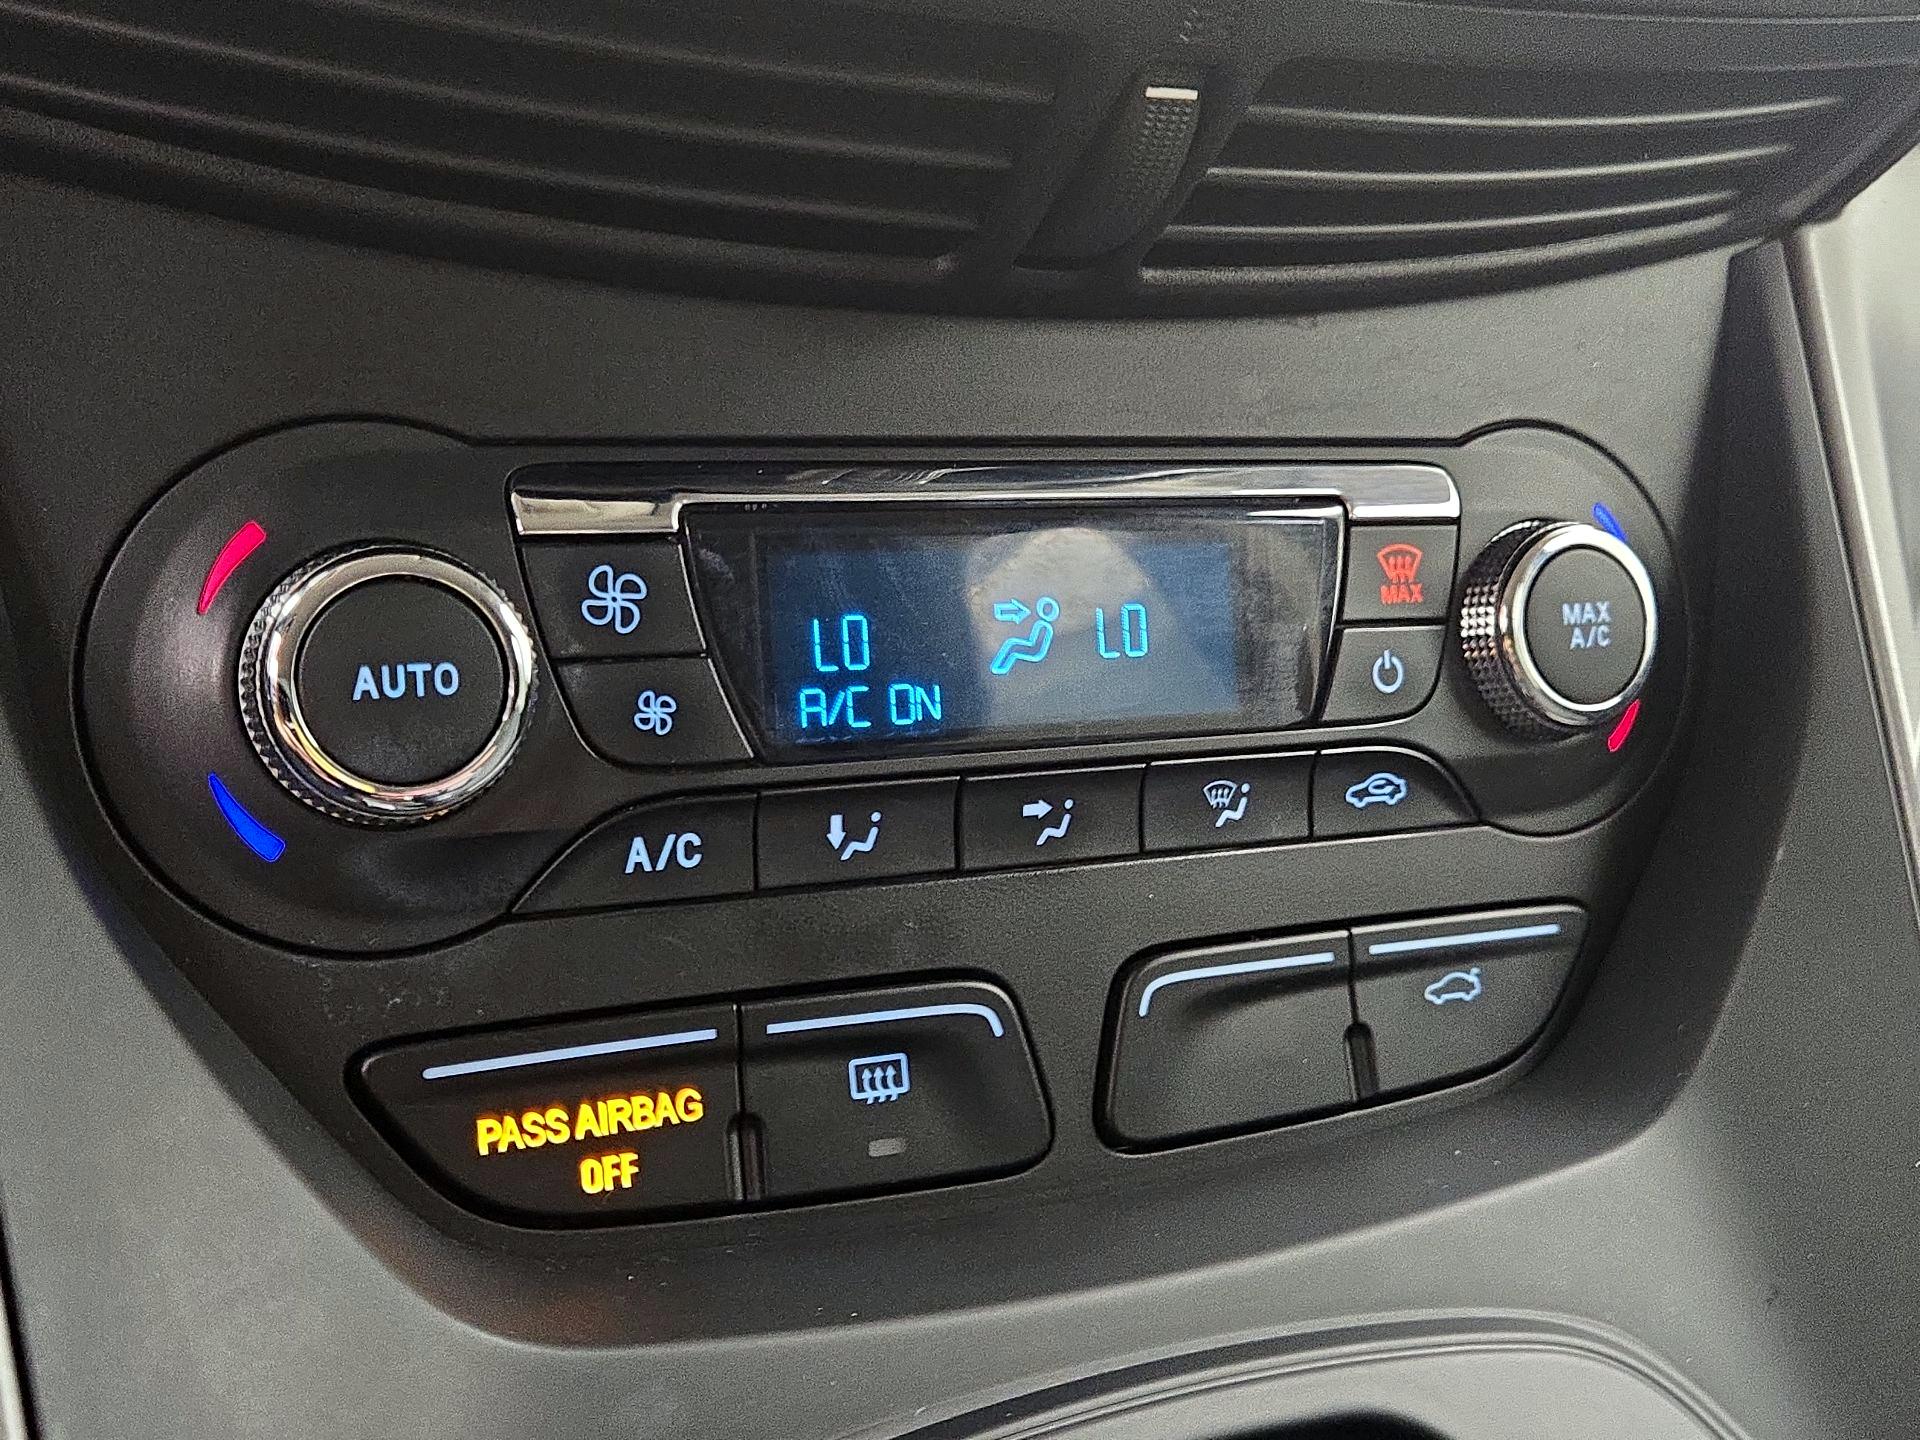 AUTO
LO
LO
A/C ON
MAX
MAX
A/C
A/C
PASS AIRBAG
OFF